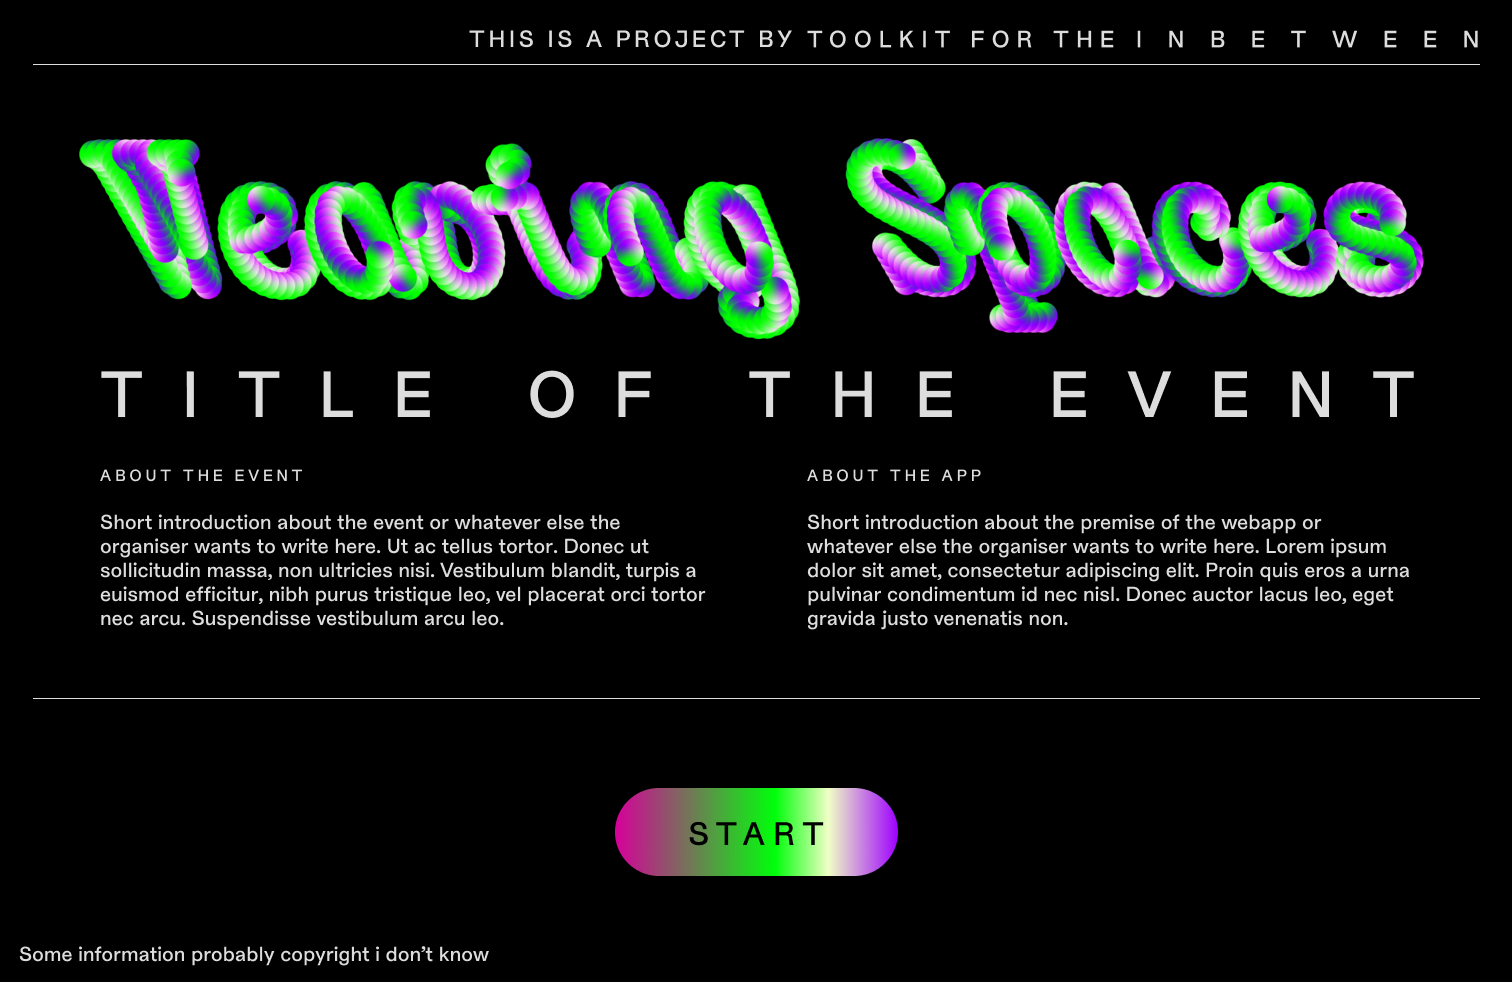 THIS IS A PROJECT BY TOOLKIT FOR THE INBETWEEN
Weaving Spaces
TITLE OF THE EVENT
ABOUT THE EVENT
Short introduction about the event or whatever else the
organiser wants to write here. Ut ac tellus tortor. Donec ut
sollicitudin massa, non ultricies nisi. Vestibulum blandit, turpis a
euismod efficitur, nibh purus tristique leo, vel placerat orci tortor
nec arcu. Suspendisse vestibulum arcu leo.
ABOUT THE APP
Short introduction about the premise of the webapp or
whatever else the organiser wants to write here. Lorem ipsum
dolor sit amet, consectetur adipiscing elit. Proin quis eros a urna
pulvinar condimentum id nec nisl. Donec auctor lacus leo, eget
gravida justo venenatis non.
START
Some information probably copyright i don’t know